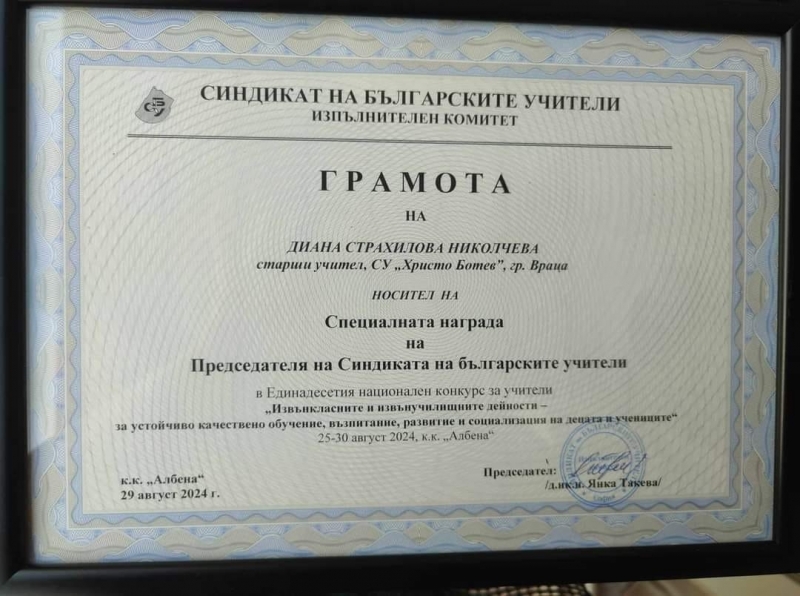 СБУ
СИНДИКАТ НА БЪЛГАРСКИТЕ УЧИТЕЛИ
ИЗПЪЛНИТЕЛЕН КОМИТЕТ
ГРАМОТА
НА
ДИАНА СТРАХИЛОВА НИКОЛЧЕВА
старши учител, СУ „Христо Ботев”, гр. Враца
НОСИТЕЛ НА
Специалната награда
на
Председателя на Синдиката на българските учители
в Единадесетия национален конкурс за учители
„Извънкласните и извънучилищните дейности –
за устойчиво качествено обучение, възпитание, развитие и социализация на децата и учениците“
25-30 август 2024, к.к. „Албена“
к.к. „Албена“
29 август 2024 г.
Председател:
/д.ик.н. Янка Такева/